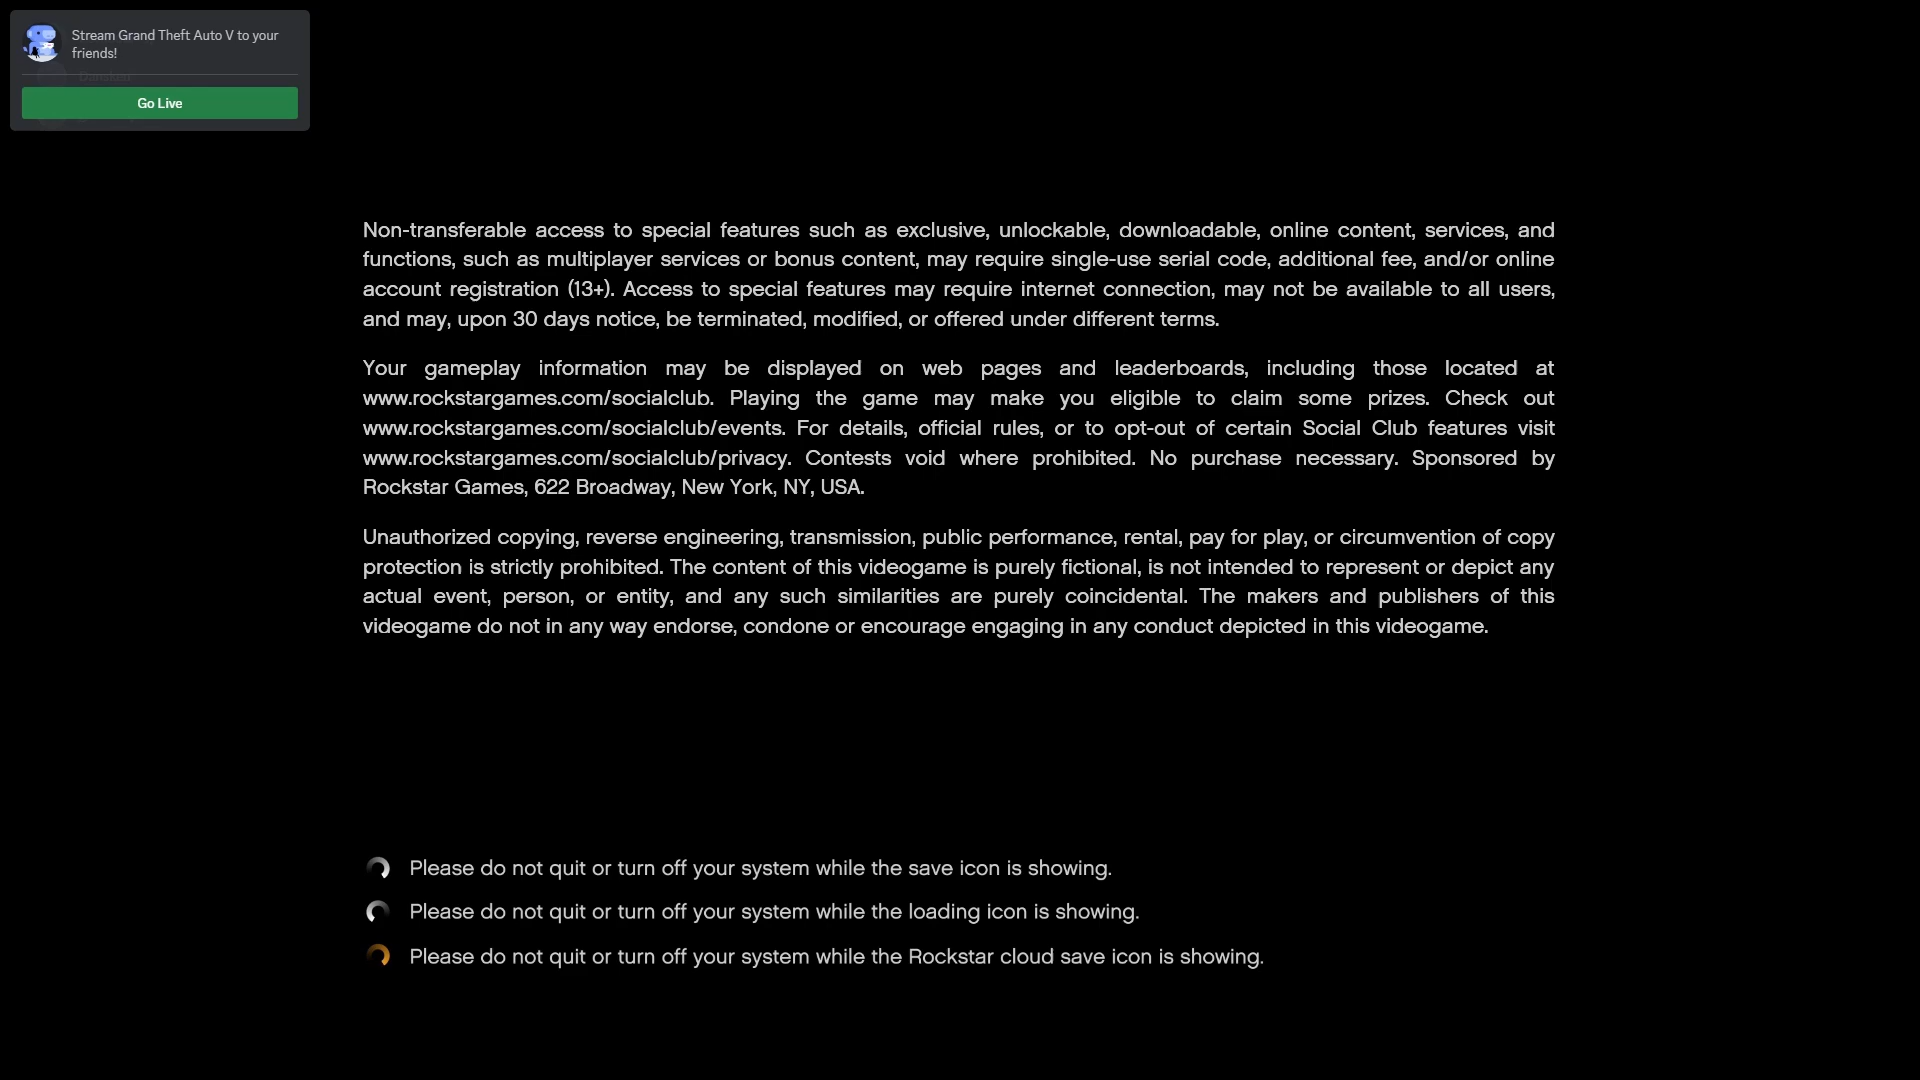 Stream Grand Theft Auto V to your
friends!
Go Live
Non-transferable access to special features such as exclusive, unlockable, downloadable, online content, services, and
functions, such as multiplayer services or bonus content, may require single-use serial code, additional fee, and/or online
account registration (13+). Access to special features may require internet connection, may not be available to all users,
and may, upon 30 days notice, be terminated, modified, or offered under different terms.
Your gameplay information may be displayed on web pages and leaderboards, including those located at
www.rockstargames.com/socialclub. Playing the game may make you eligible to claim some prizes. Check out
www.rockstargames.com/socialclub/events. For details, official rules, or to opt-out of certain Social Club features visit
www.rockstargames.com/socialclub/privacy. Contests void where prohibited. No purchase necessary. Sponsored by
Rockstar Games, 622 Broadway, New York, NY, USA.
Unauthorized copying, reverse engineering, transmission, public performance, rental, pay for play, or circumvention of copy
protection is strictly prohibited. The content of this videogame is purely fictional, is not intended to represent or depict any
actual event, person, or entity, and any such similarities are purely coincidental. The makers and publishers of this
videogame do not in any way endorse, condone or encourage engaging in any conduct depicted in this videogame.
Please do not quit or turn off your system while the save icon is showing.
Please do not quit or turn off your system while the loading icon is showing.
Please do not quit or turn off your system while the Rockstar cloud save icon is showing.